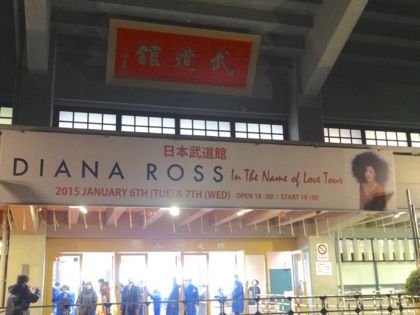 武道館
日本武道館
DIANA ROSS In The Name of Love Tour
2015 JANUARY 6TH (TUE) & 7TH (WED) OPEN 18:00 / START 19:00